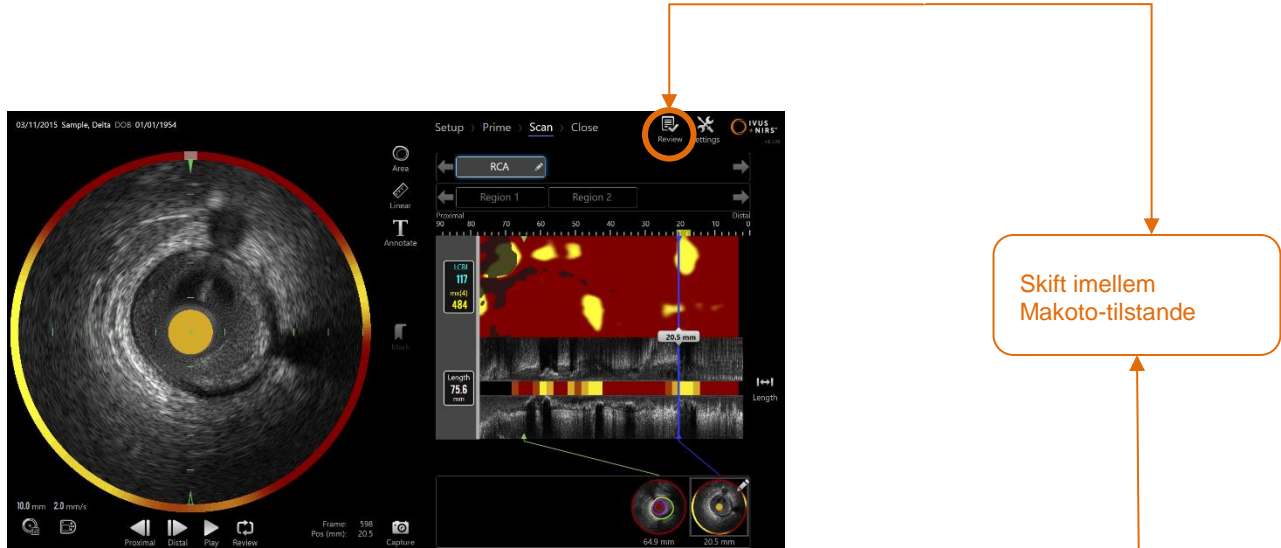 03/11/2015 Sample, Delta DOB 01/01/1954
Setup > Prime > Scan > Close
Review
Settings
IVUS
+NIRS
Area
Linear
T
Annotate
Mark
RCA
Region 1 Region 2
Proximal Distal
90 80 70 60 50 40 30 20 10 0
LCBI
117
mx(4)
484
20.5 mm
Length
75.6
mm
Length
Skift imellem
Makoto-tilstande
10.0 mm 2.0 mm/s
Proximal Distal Play Review
Frame: 598
Pos (mm): 20.5
Capture
64.9 mm 20.5 mm